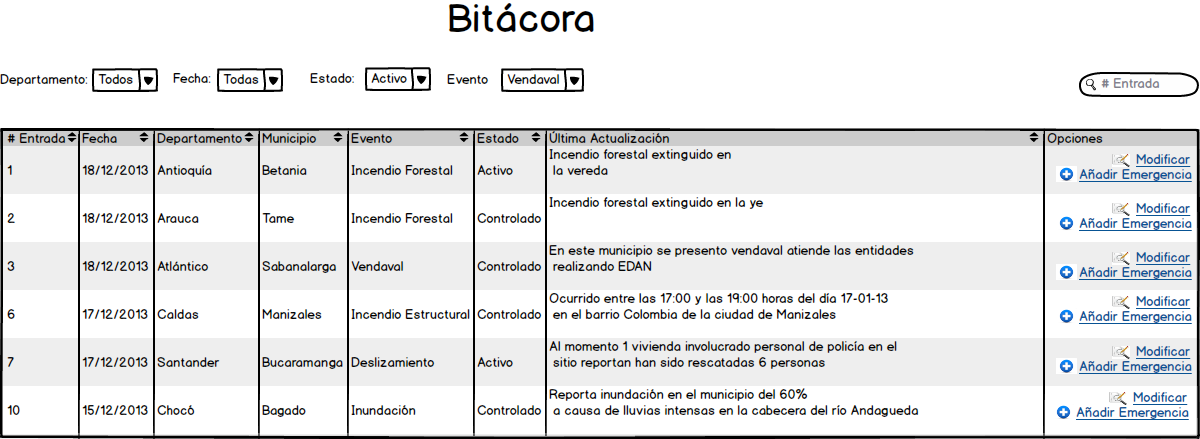 Bitácora
Departamento: Todos Fecha: Todas Estado: Activo Evento Vendaval # Entrada
# Entrada Fecha Departamento Municipio Evento Estado Última Actualización Opciones
1 18/12/2013 Antioquía Betania Incendio Forestal Activo Incendio forestal extinguido en
la vereda
Modificar
Añadir Emergencia
2 18/12/2013 Arauca Tame Incendio Forestal Controlado Incendio forestal extinguido en la ye
Modificar
Añadir Emergencia
3 18/12/2013 Atlántico Sabanalarga Vendaval Controlado En este municipio se presento vendaval atiende las entidades
realizando EDAN
Modificar
Añadir Emergencia
6 17/12/2013 Caldas Manizales Incendio Estructural Controlado Ocurrido entre las 17:00 y las 19:00 horas del día 17-01-13
en el barrio Colombia de la ciudad de Manizales
Modificar
Añadir Emergencia
7 17/12/2013 Santander Bucaramanga Deslizamiento Activo Al momento 1 vivienda involucrado personal de policía en el
sitio reportan han sido rescatadas 6 personas
Modificar
Añadir Emergencia
10 15/12/2013 Chocó Bagado Inundación Controlado Reporta inundación en el municipio del 60%
a causa de lluvias intensas en la cabecera del río Andagueda
Modificar
Añadir Emergencia